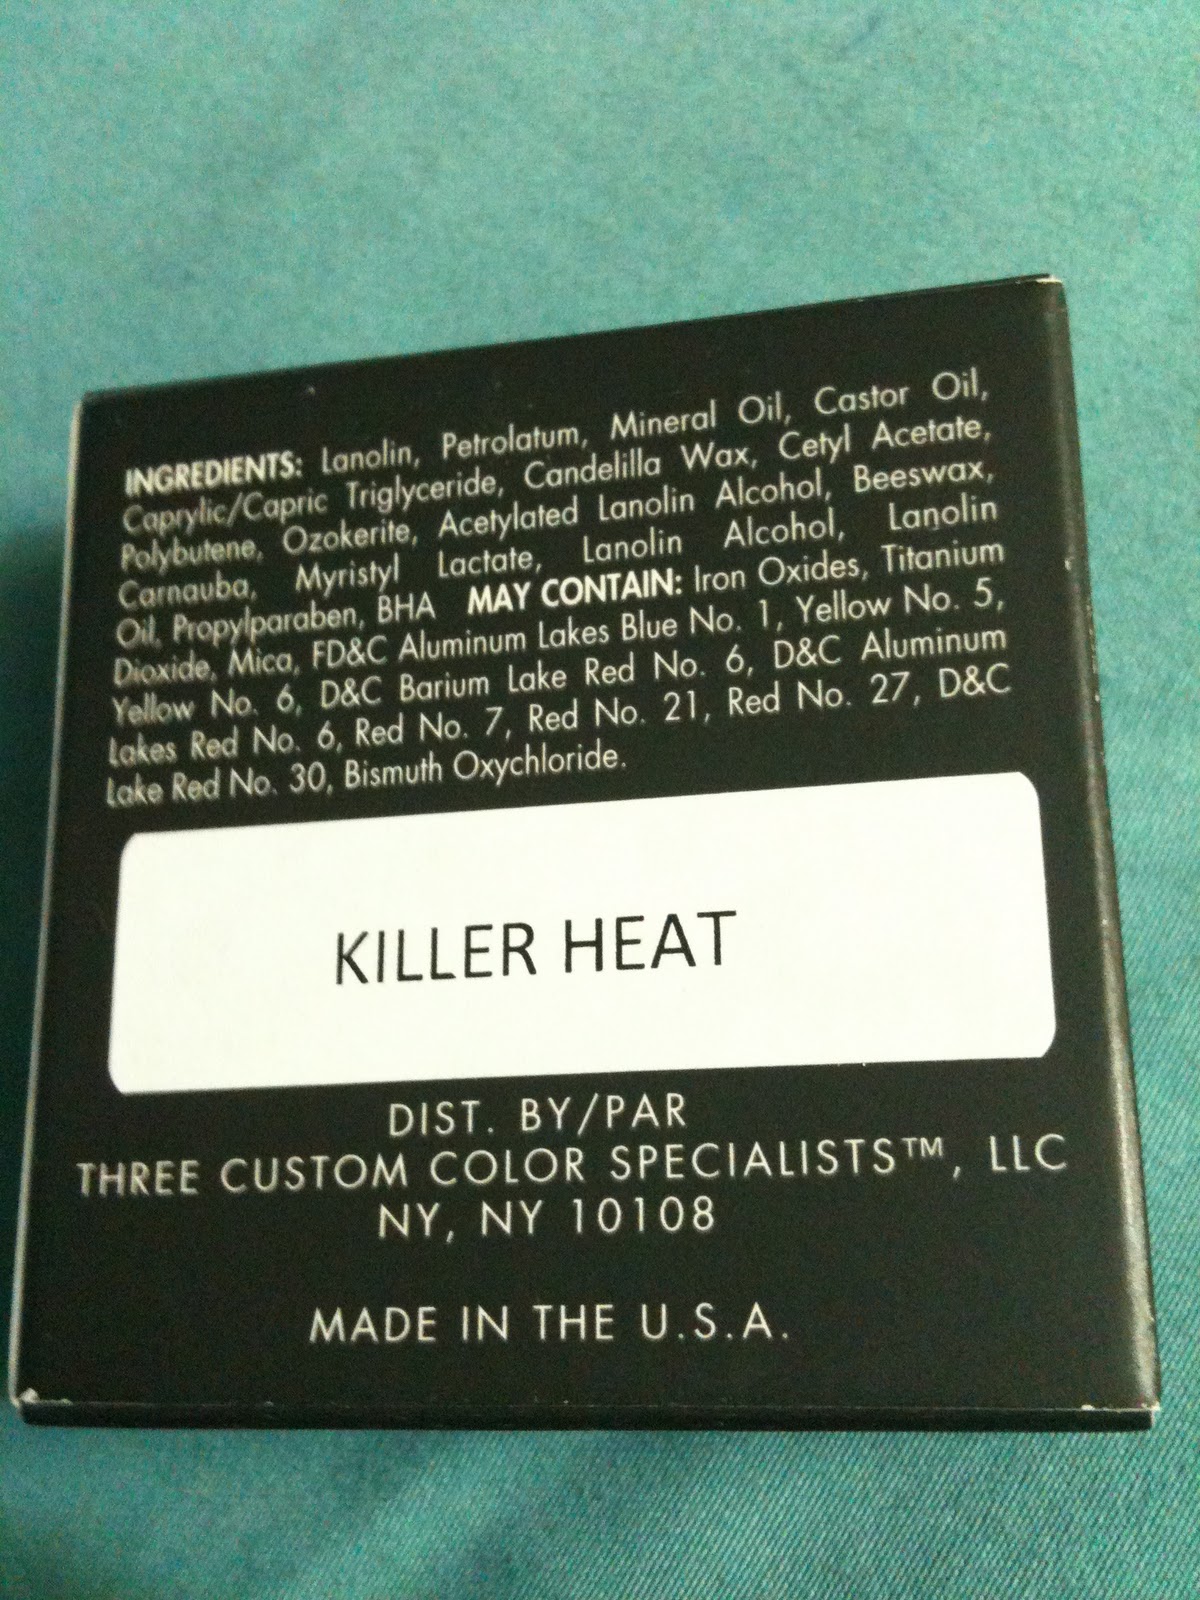 INGREDIENTS: Lanolin, Petrolatum, Mineral Oil, Castor Oil,
Caprylic/Capric Triglyceride, Candelilla Wax, Cetyl Acetate,
Polybutene, Ozokerite, Acetylated Lanolin Alcohol, Beeswax,
Carnauba, Myristyl Lactate, Lanolin Alcohol, Lanolin
Oil, Propylparaben, BHA MAY CONTAIN: Iron Oxides, Titanium
Dioxide, Mica, FD&C Aluminum Lakes Blue No. 1, Yellow No. 5,
Yellow No. 6, D&C Barium Lake Red No. 6, D&C Aluminum
Lakes Red No. 6, Red No. 7, Red No. 21, Red No. 27, D&C
Lake Red No. 30, Bismuth Oxychloride.
KILLER HEAT
DIST. BY/PAR
THREE CUSTOM COLOR SPECIALISTS™, LLC
NY, NY 10108
MADE IN THE U.S.A.